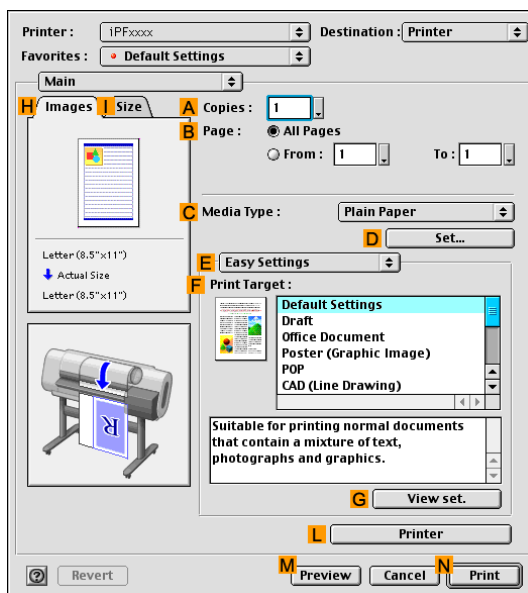 Printer : iPFxxxx Destination : Printer
Favorites : Default Settings
Main
H Images I Size
A Copies : 1
B Page : All Pages
From : 1 To : 1
C Media Type : Plain Paper
D Set...
Letter (8.5"x11")
Actual Size
Letter (8.5"x11")
E Easy Settings
F Print Target :
Default Settings
Draft
Office Document
Poster (Graphic Image)
POP
CAD (Line Drawing)
R
Suitable for printing normal documents
that contain a mixture of text,
photographs and graphics.
G View set.
L Printer
? Revert M Preview Cancel N Print